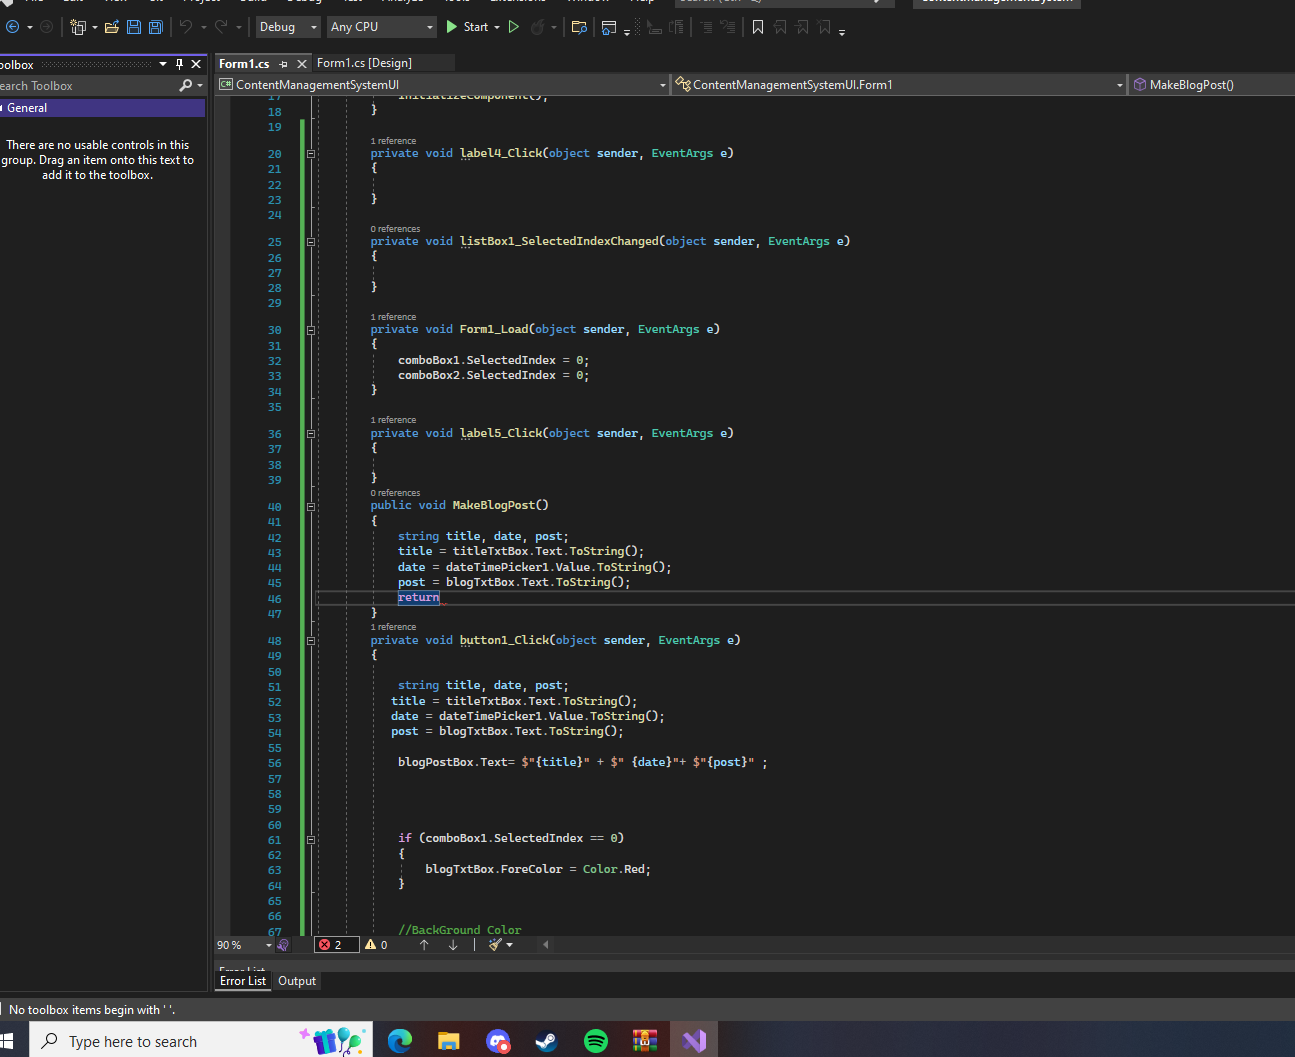 Debug
Any CPU
Start
oolbox
Form1.cs
Form1.cs [Design]
earch Toolbox
C# ContentManagementSystemUI
ContentManagementSystemUI.Form1
MakeBlogPost()
General
There are no usable controls in this
group. Drag an item onto this text to
add it to the toolbox.
17 InitializeComponent();
18 }
19
1 reference
20 private void label4_Click(object sender, EventArgs e)
21 {
22
23 }
24
0 references
25 private void listBox1_SelectedIndexChanged(object sender, EventArgs e)
26 {
27
28 }
29
1 reference
30 private void Form1_Load(object sender, EventArgs e)
31 {
32 comboBox1.SelectedIndex = 0;
33 comboBox2.SelectedIndex = 0;
34 }
35
1 reference
36 private void label5_Click(object sender, EventArgs e)
37 {
38
39 }
0 references
40 public void MakeBlogPost()
41 {
42 string title, date, post;
43 title = titleTxtBox.Text.ToString();
44 date = dateTimePicker1.Value.ToString();
45 post = blogTxtBox.Text.ToString();
46 return
47 }
1 reference
48 private void button1_Click(object sender, EventArgs e)
49 {
50
51 string title, date, post;
52 title = titleTxtBox.Text.ToString();
53 date = dateTimePicker1.Value.ToString();
54 post = blogTxtBox.Text.ToString();
55
56 blogPostBox.Text= $"{title}" + $" {date}"+ $"{post}" ;
57
58
59
60
61 if (comboBox1.SelectedIndex == 0)
62 {
63 blogTxtBox.ForeColor = Color.Red;
64 }
65
66
67 //BackGround Color
90 %
2
0
Error List
Error List
Output
No toolbox items begin with ' '.
Type here to search